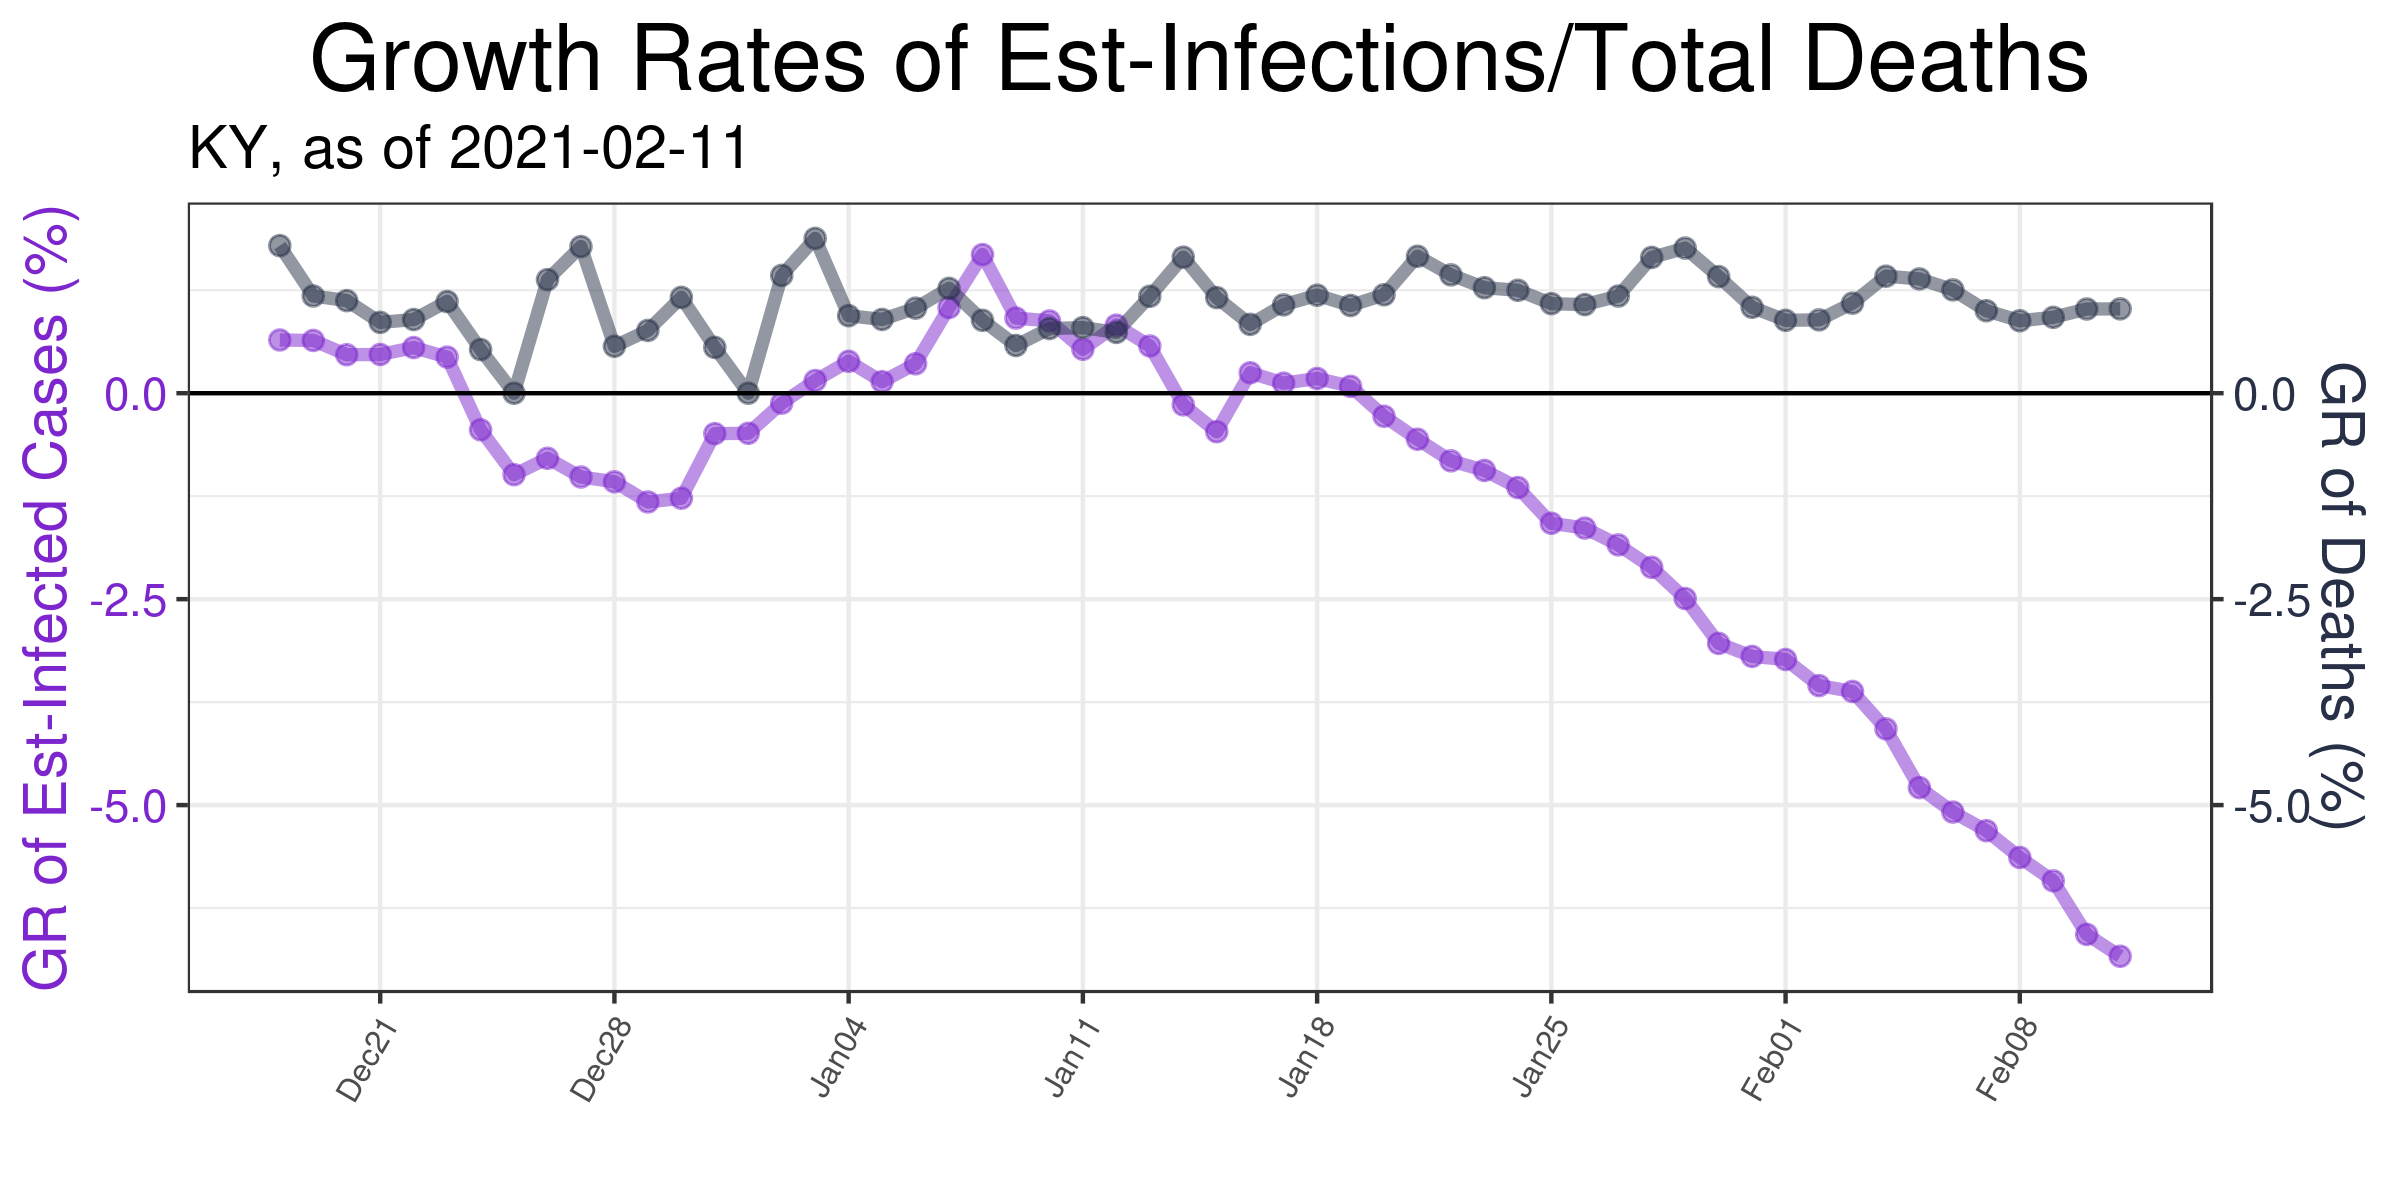 Growth Rates of Est-Infections/Total Deaths
KY, as of 2021-02-11
GR of Est-Infected Cases (%)
0.0
-2.5
-5.0
0.0
-2.5
-5.0
GR of Deaths (%)
Dec21
Dec28
Jan04
Jan11
Jan18
Jan25
Feb01
Feb08